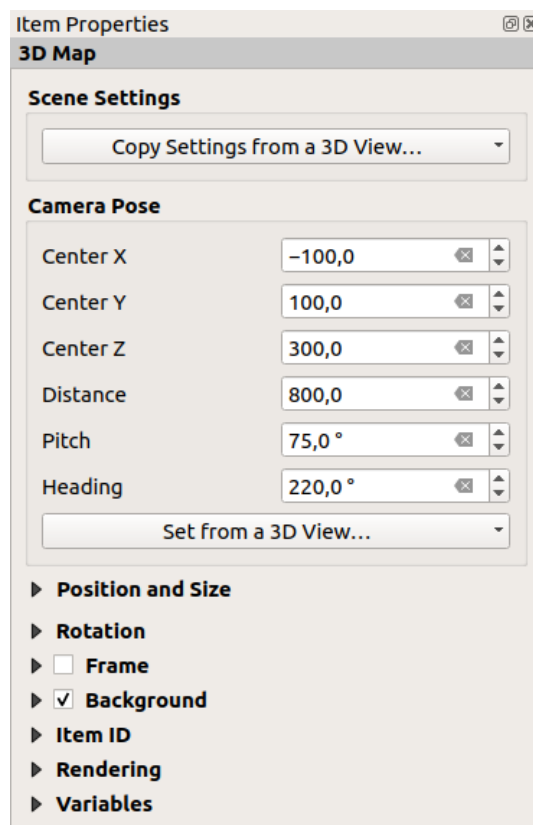 Item Properties
3D Map
Scene Settings
Copy Settings from a 3D View...
Camera Pose
Center X −100,0
Center Y 100,0
Center Z 300,0
Distance 800,0
Pitch 75,0 °
Heading 220,0 °
Set from a 3D View...
Position and Size
Rotation
Frame
Background
Item ID
Rendering
Variables